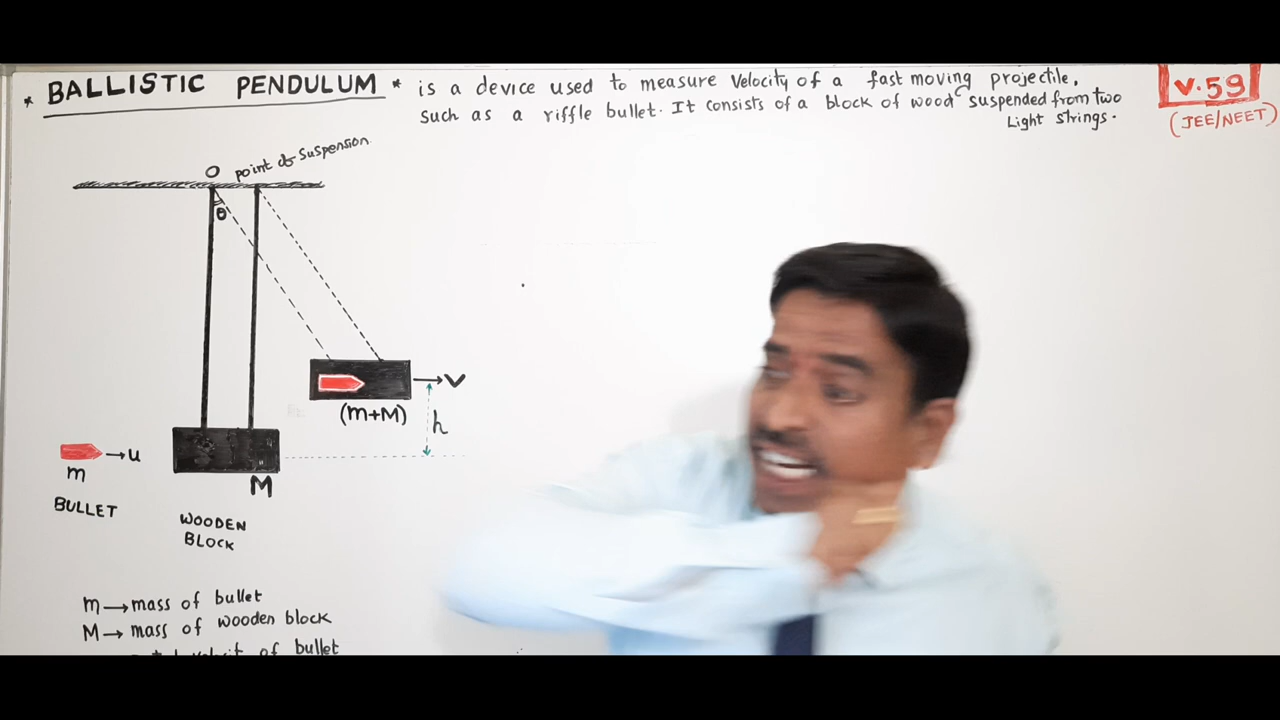 * BALLISTIC PENDULUM * is a device used to measure velocity of a fast moving projectile,
such as a riffle bullet. It consists of a block of wood suspended from two
Light strings.
V.59
(JEE/NEET)
O point of suspension
θ
V
(m+M)
h
u
m
M
BULLET
WOODEN
BLOCK
m → mass of bullet
M → mass of wooden block
of bullet